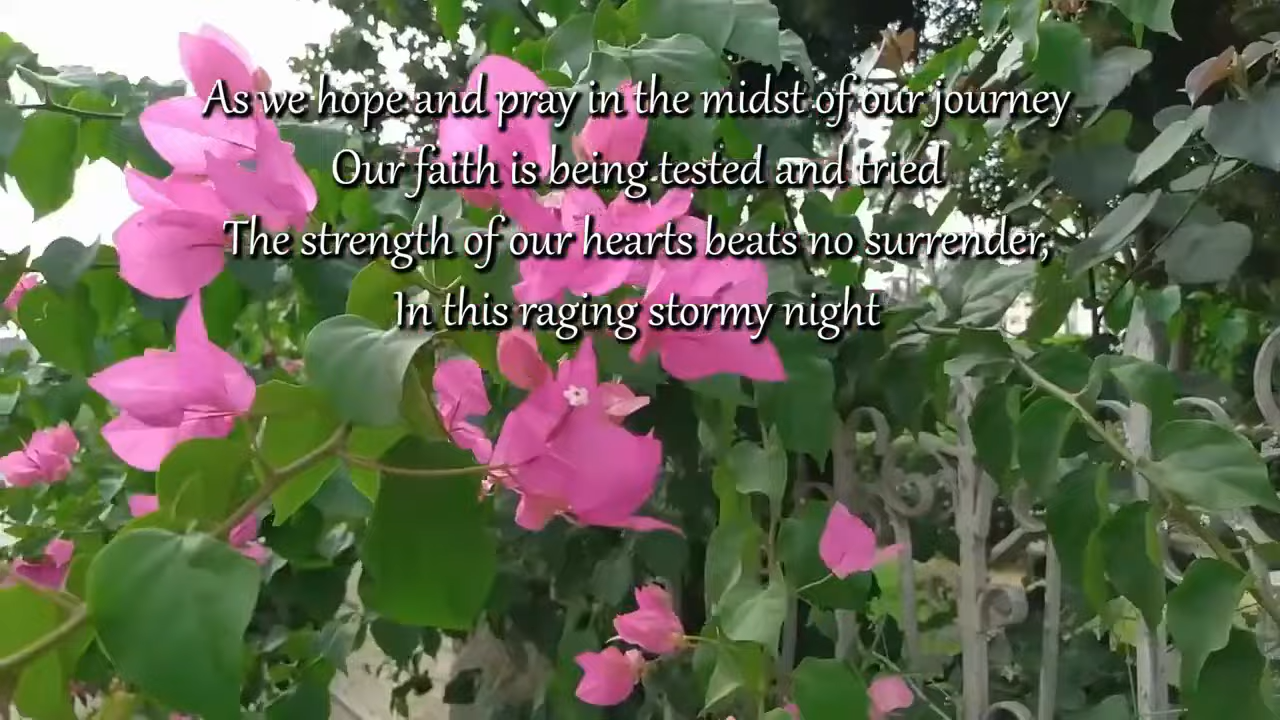 As we hope and pray in the midst of our journey
Our faith is being tested and tried
The strength of our hearts beats no surrender,
In this raging stormy night